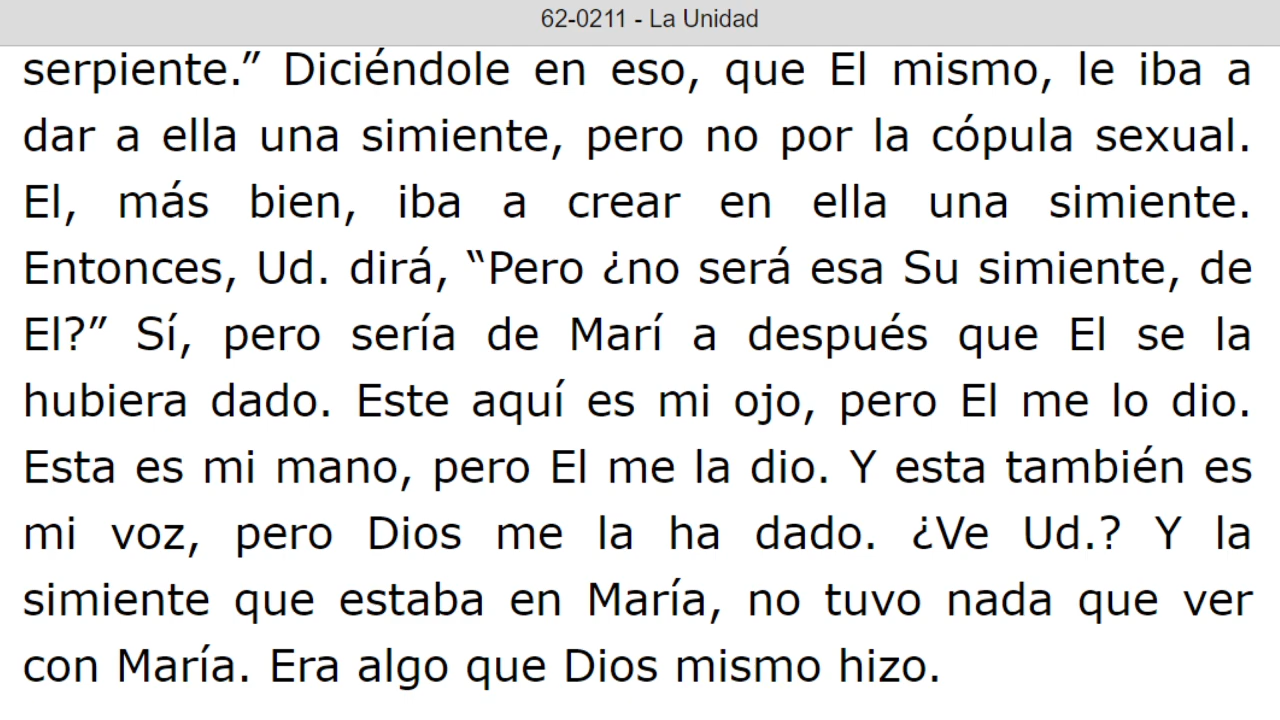 62-0211 - La Unidad
serpiente.” Diciéndole en eso, que El mismo, le iba a
dar a ella una simiente, pero no por la cópula sexual.
El, más bien, iba a crear en ella una simiente.
Entonces, Ud. dirá, “Pero ¿no será esa Su simiente, de
El?” Sí, pero sería de Marí a después que El se la
hubiera dado. Este aquí es mi ojo, pero El me lo dio.
Esta es mi mano, pero El me la dio. Y esta también es
mi voz, pero Dios me la ha dado. ¿Ve Ud.? Y la
simiente que estaba en María, no tuvo nada que ver
con María. Era algo que Dios mismo hizo.